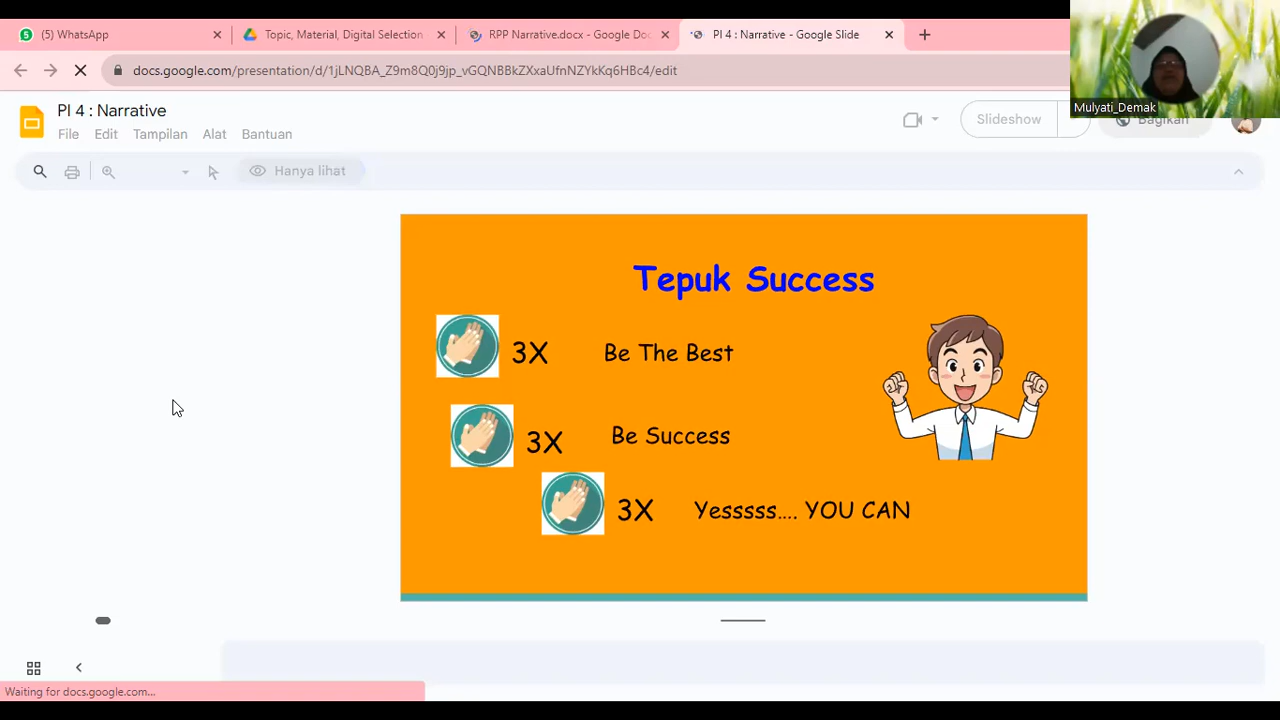 (5) WhatsApp
Topic, Material, Digital Selection
RPP Narrative.docx - Google Doc
PI 4 : Narrative - Google Slide
docs.google.com/presentation/d/1jLNQBA_Z9m8Q0j9jp_vGQNBBkZXxaUfnNZYkKq6HBc4/edit
Mulyati_Demak
PI 4 : Narrative
File Edit Tampilan Alat Bantuan
Slideshow
Bagikan
Hanya lihat
Tepuk Success
3X Be The Best
3X Be Success
3X Yesssss.... YOU CAN
Waiting for docs.google.com...